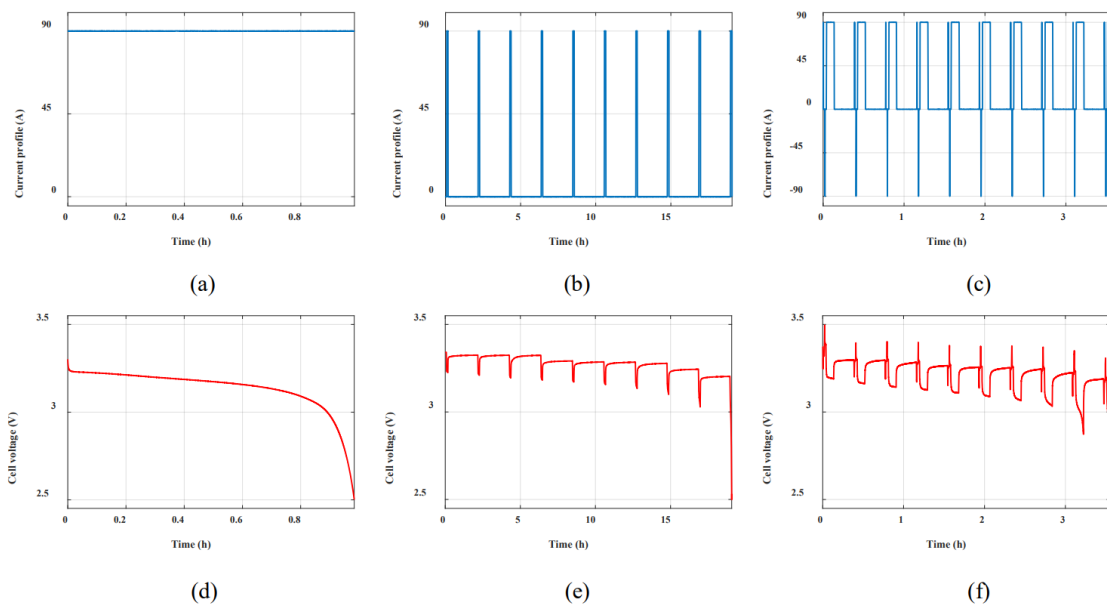 90
45
0
Current profile (A)
0 0.2 0.4 0.6 0.8
Time (h)
(a)
90
45
0
Current profile (A)
0 5 10 15
Time (h)
(b)
90
45
0
-45
-90
Current profile (A)
0 1 2 3
Time (h)
(c)
3.5
3
2.5
Cell voltage (V)
0 0.2 0.4 0.6 0.8
Time (h)
(d)
3.5
3
2.5
Cell voltage (V)
0 5 10 15
Time (h)
(e)
3.5
3
2.5
Cell voltage (V)
0 1 2 3
Time (h)
(f)